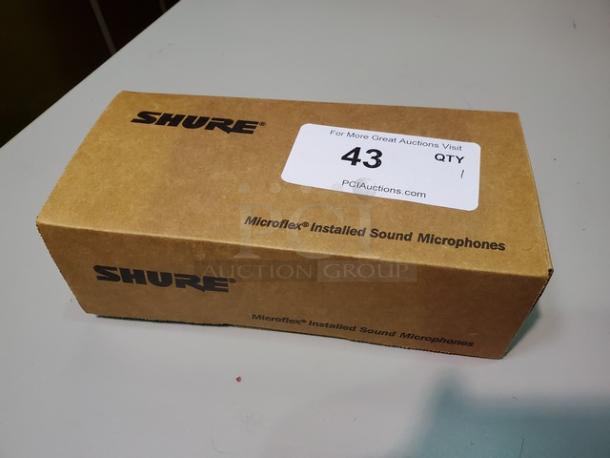 SHURE®
For More Great Auctions Visit
43 QTY
1
PCIAuctions.com
Microflex® Installed Sound Microphones
PCI
AUCTION GROUP
SHURE®
Microflex® Installed Sound Microphones